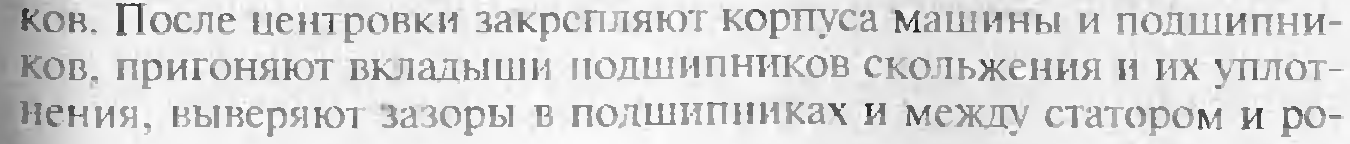 ков. После центровки закрепляют корпуса машины и подшипни-
ков, пригоняют вкладыши подшипников скольжения и их уплот-
нения, выверяют зазоры в подшипниках и между статором и ро-